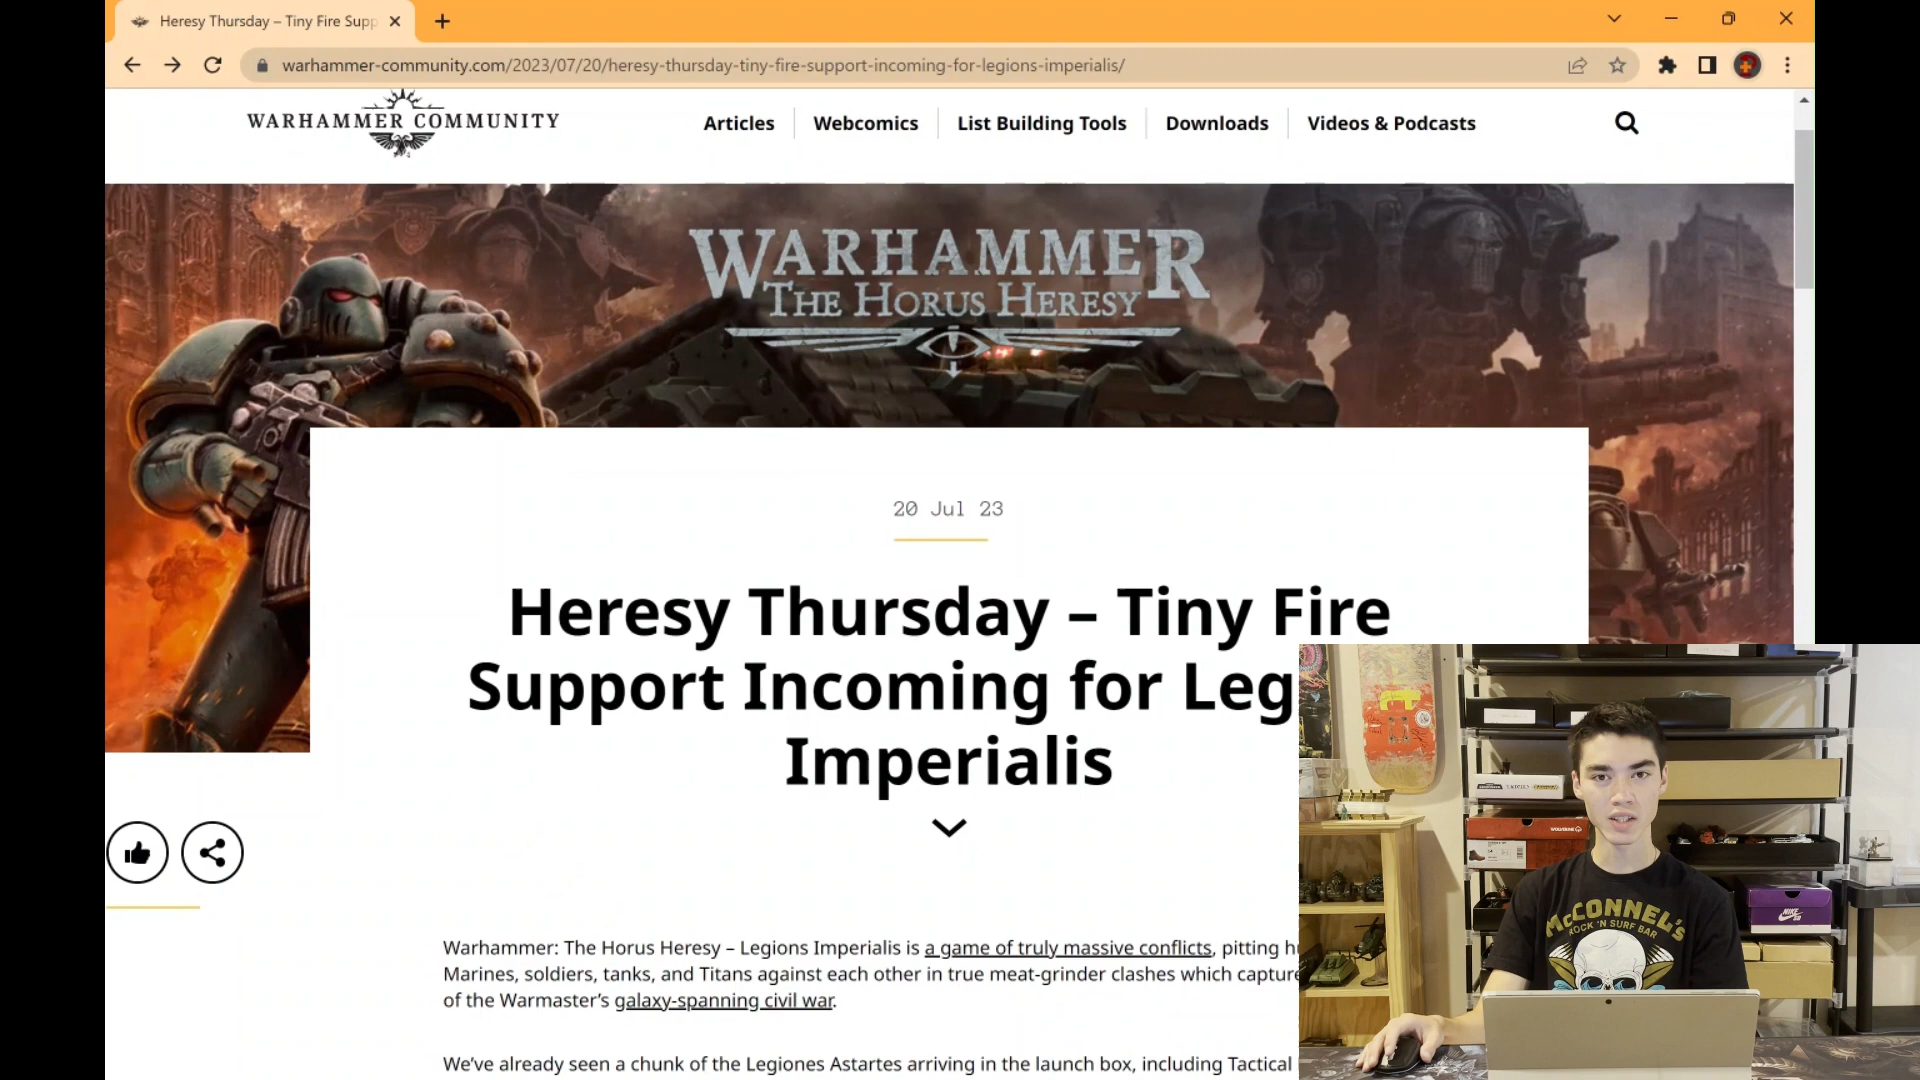 Heresy Thursday – Tiny Fire Supp
warhammer-community.com/2023/07/20/heresy-thursday-tiny-fire-support-incoming-for-legions-imperialis/
WARHAMMER COMMUNITY
Articles
Webcomics
List Building Tools
Downloads
Videos & Podcasts
WARHAMMER
THE HORUS HERESY
20 Jul 23
Heresy Thursday – Tiny Fire
Support Incoming for Leg
Imperialis
Warhammer: The Horus Heresy – Legions Imperialis is a game of truly massive conflicts, pitting h
Marines, soldiers, tanks, and Titans against each other in true meat-grinder clashes which capture
of the Warmaster’s galaxy-spanning civil war.
We’ve already seen a chunk of the Legiones Astartes arriving in the launch box, including Tactical
WOLVERINE
NIKE
McCONNEL'S
ROCK 'N SURF BAR